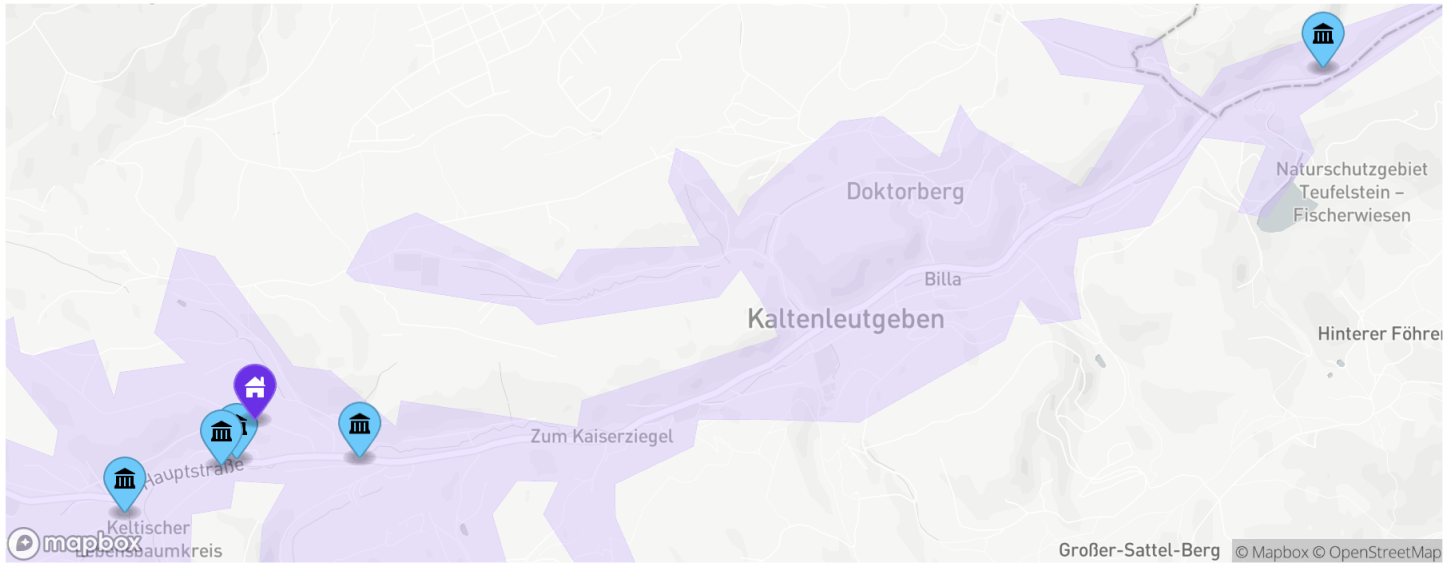 Naturschutzgebiet
Teufelstein –
Fischerwiesen
Doktorberg
Billa
Kaltenleutgeben
Hinterer Föhren
Zum Kaiserziegel
Hauptstraße
Keltischer
Lebensbaumkreis
mapbox
Großer-Sattel-Berg
© Mapbox © OpenStreetMap